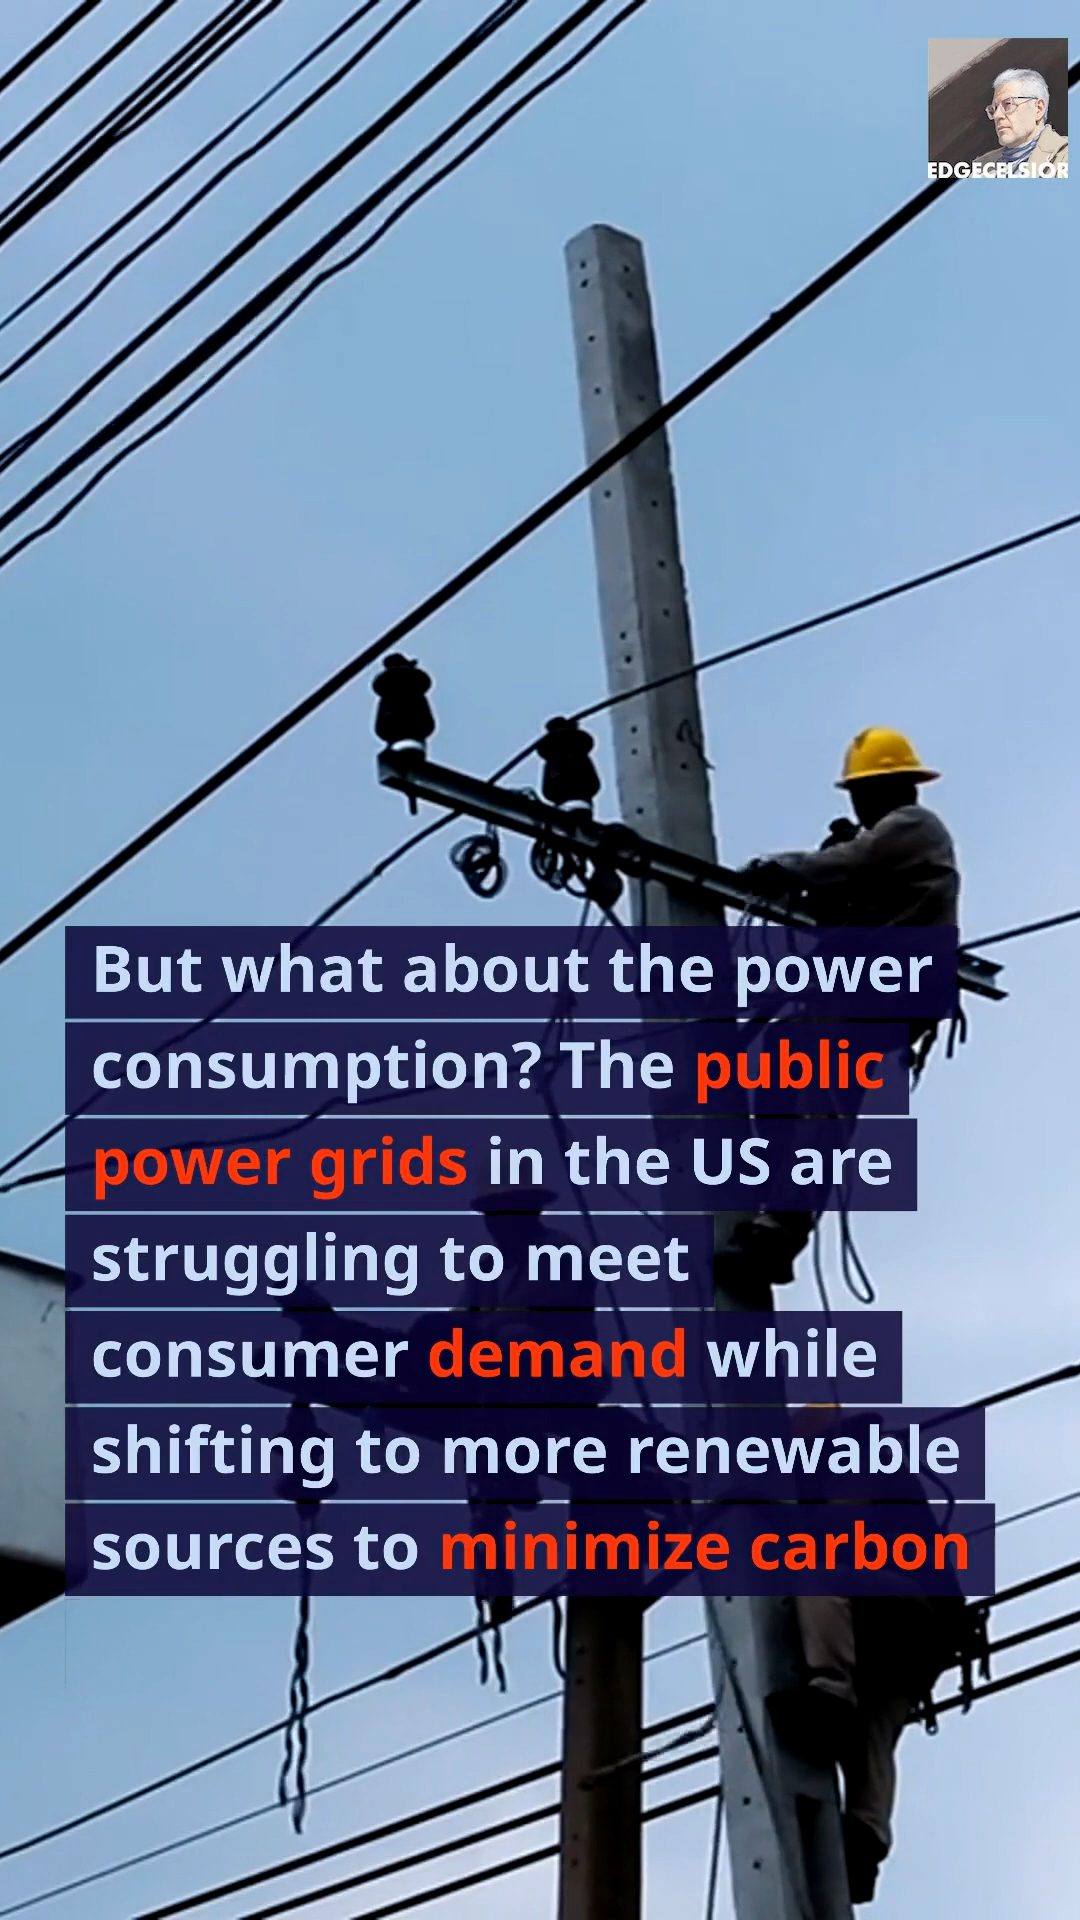 EDGECELSIOR
But what about the power
consumption? The public
power grids in the US are
struggling to meet
consumer demand while
shifting to more renewable
sources to minimize carbon